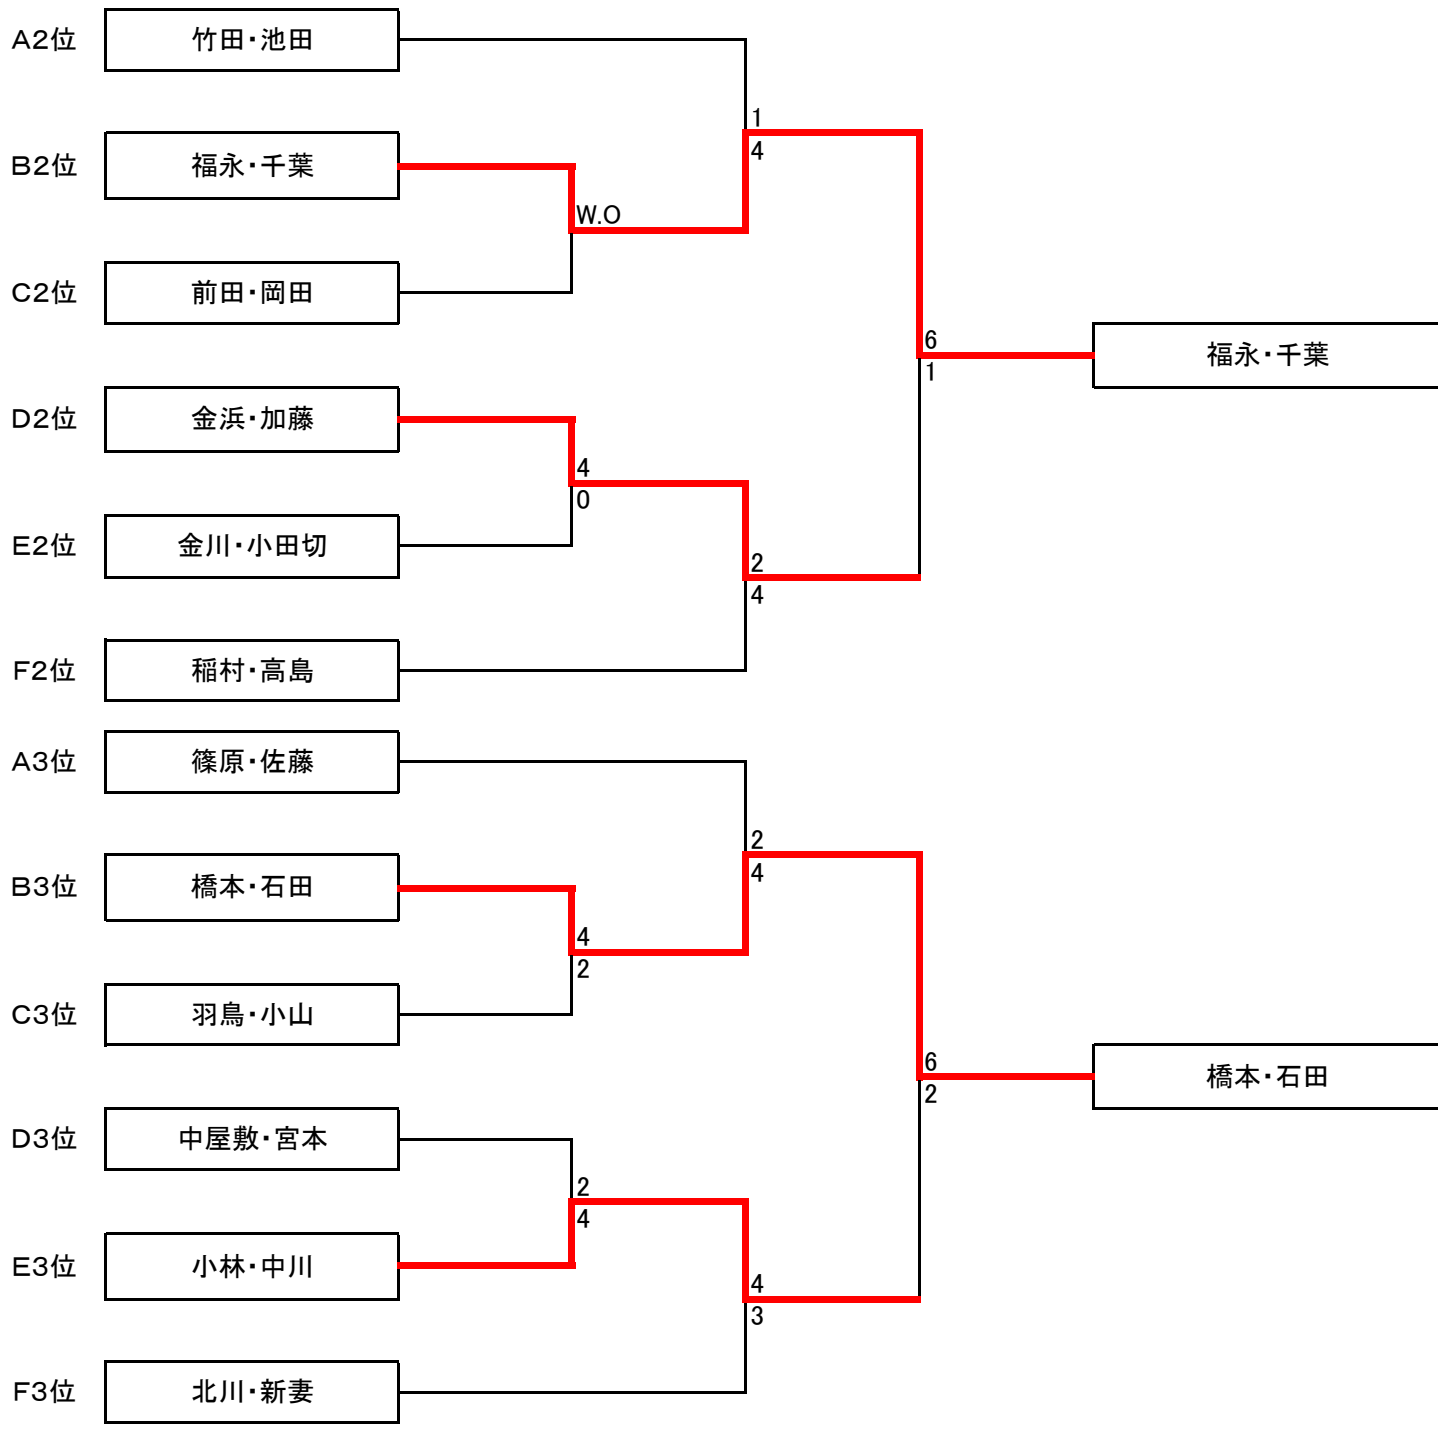 A2位 竹田・池田
1
4
B2位 福永・千葉
W.O
C2位 前田・岡田
6
1
福永・千葉
D2位 金浜・加藤
4
0
E2位 金川・小田切
2
4
F2位 稲村・高島
A3位 篠原・佐藤
2
4
B3位 橋本・石田
4
2
C3位 羽鳥・小山
6
2
橋本・石田
D3位 中屋敷・宮本
2
4
E3位 小林・中川
4
3
F3位 北川・新妻